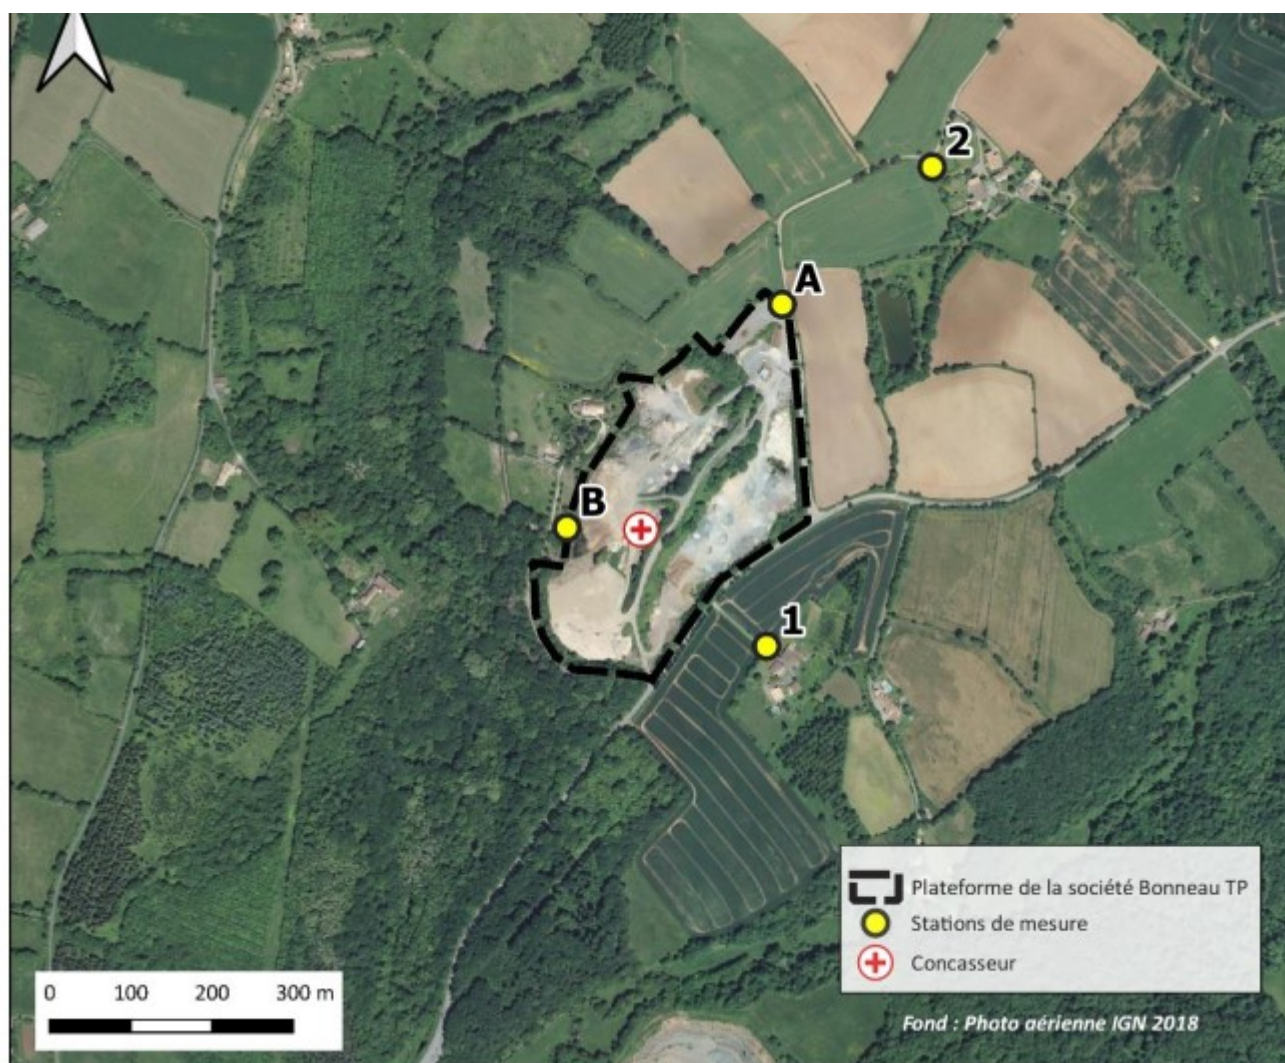 2
A
B
1
Plateforme de la société Bonneau TP
Stations de mesure
Concasseur
0 100 200 300 m
Fond : Photo aérienne IGN 2018